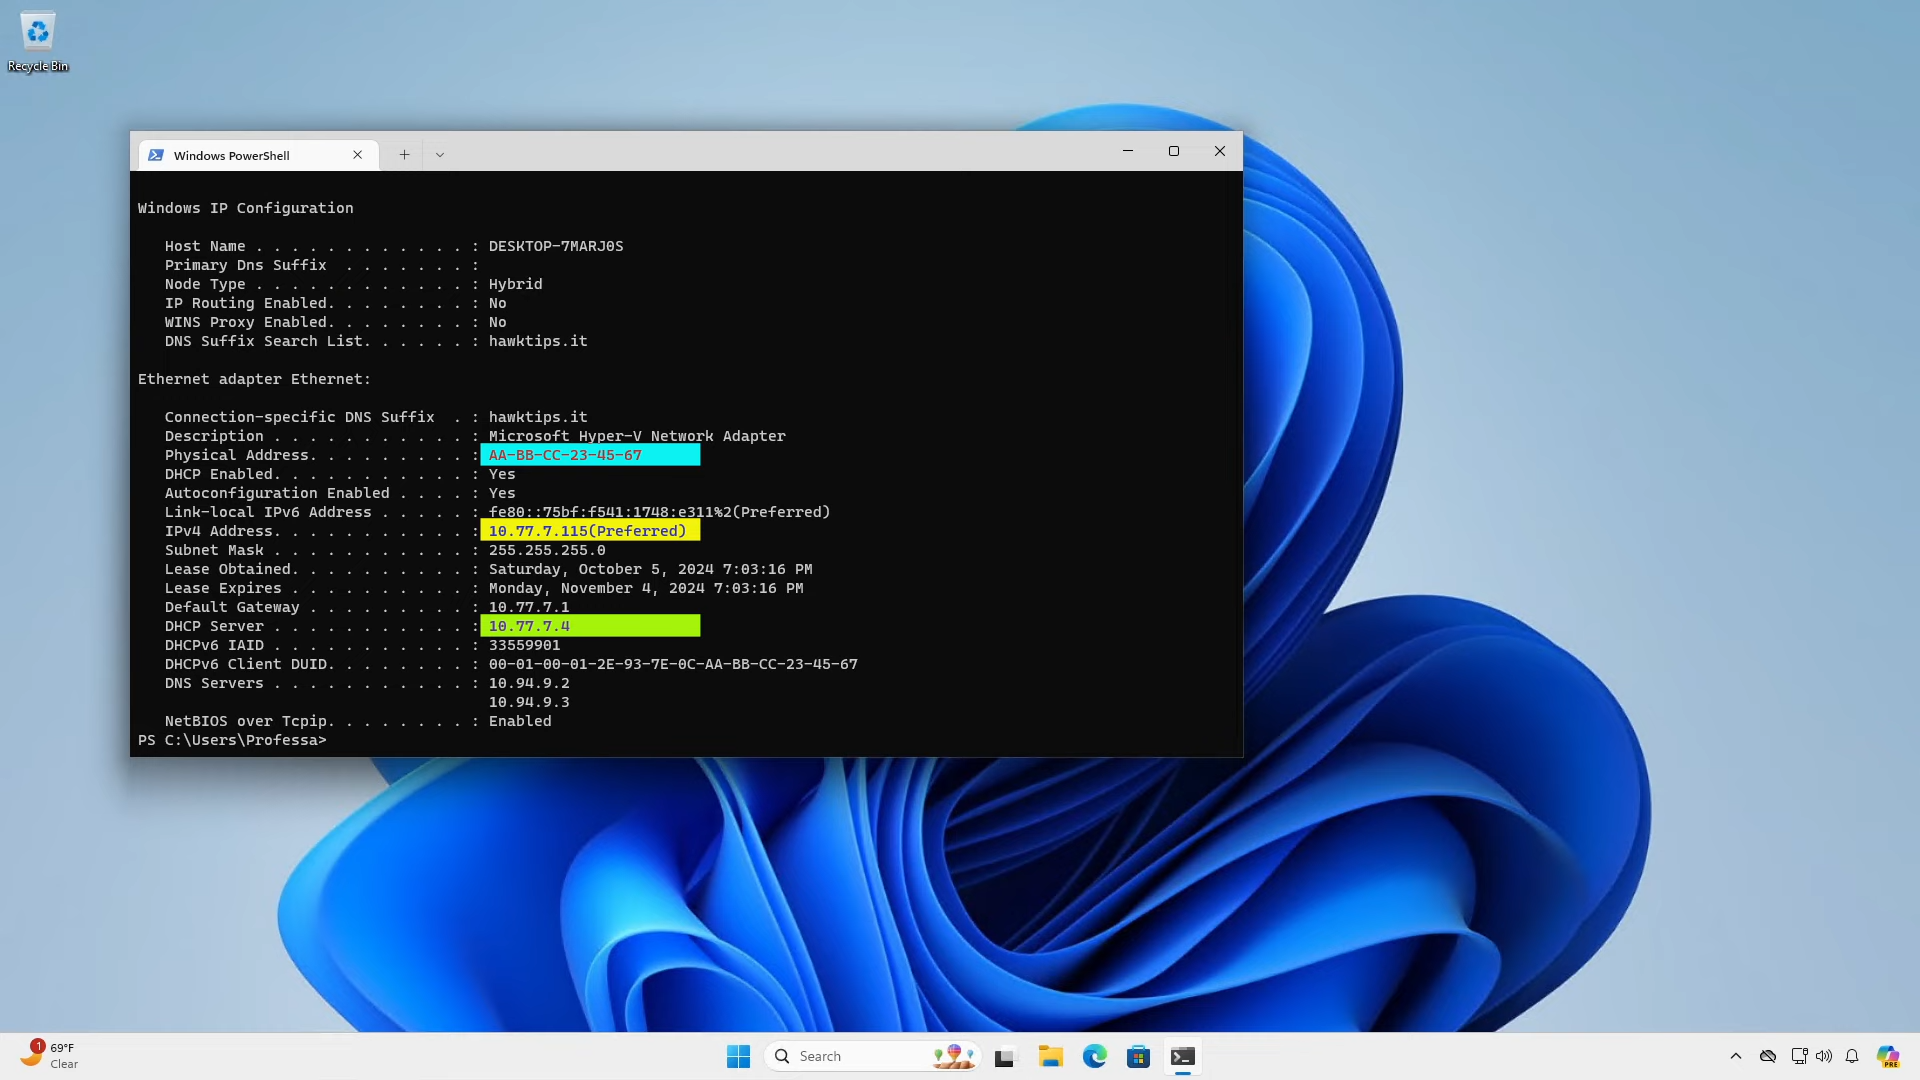 Recycle Bin
Windows PowerShell
Windows IP Configuration
Host Name . . . . . . . . . . . . : DESKTOP-7MARJ0S
Primary Dns Suffix  . . . . . . . :
Node Type . . . . . . . . . . . . : Hybrid
IP Routing Enabled. . . . . . . . : No
WINS Proxy Enabled. . . . . . . . : No
DNS Suffix Search List. . . . . . : hawktips.it
Ethernet adapter Ethernet:
Connection-specific DNS Suffix  . : hawktips.it
Description . . . . . . . . . . . : Microsoft Hyper-V Network Adapter
Physical Address. . . . . . . . . : AA-BB-CC-23-45-67
DHCP Enabled. . . . . . . . . . . : Yes
Autoconfiguration Enabled . . . . : Yes
Link-local IPv6 Address . . . . . : fe80::75bf:f541:1748:e311%2(Preferred)
IPv4 Address. . . . . . . . . . . : 10.77.7.115(Preferred)
Subnet Mask . . . . . . . . . . . : 255.255.255.0
Lease Obtained. . . . . . . . . . : Saturday, October 5, 2024 7:03:16 PM
Lease Expires . . . . . . . . . . : Monday, November 4, 2024 7:03:16 PM
Default Gateway . . . . . . . . . : 10.77.7.1
DHCP Server . . . . . . . . . . . : 10.77.7.4
DHCPv6 IAID . . . . . . . . . . . : 33559901
DHCPv6 Client DUID. . . . . . . . : 00-01-00-01-2E-93-7E-0C-AA-BB-CC-23-45-67
DNS Servers . . . . . . . . . . . : 10.94.9.2
10.94.9.3
NetBIOS over Tcpip. . . . . . . . : Enabled
PS C:\Users\Professa>
1
69°F
Clear
Search
PRE